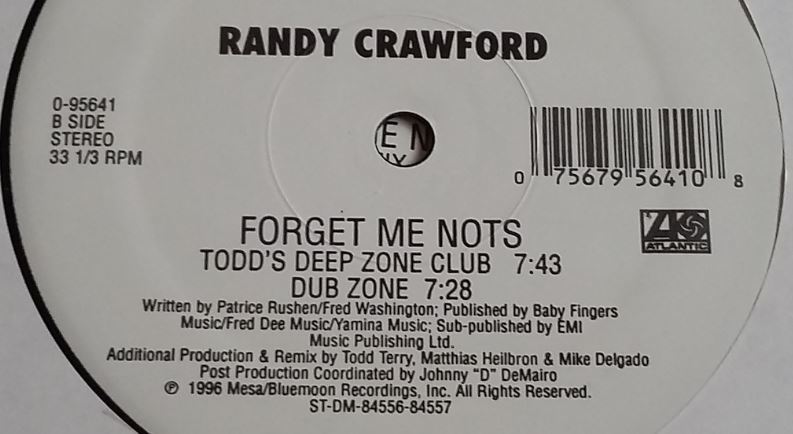 RANDY CRAWFORD
0-95641
B SIDE
STEREO
33 1/3 RPM
E N
0 75679 56410 8
ATLANTIC
FORGET ME NOTS
TODD'S DEEP ZONE CLUB 7:43
DUB ZONE 7:28
Written by Patrice Rushen/Fred Washington; Published by Baby Fingers
Music/Fred Dee Music/Yamina Music; Sub-published by EMI
Music Publishing Ltd.
Additional Production & Remix by Todd Terry, Matthias Heilbron & Mike Delgado
Post Production Coordinated by Johnny "D" DeMairo
℗ 1996 Mesa/Bluemoon Recordings, Inc. All Rights Reserved.
ST-DM-84556-84557